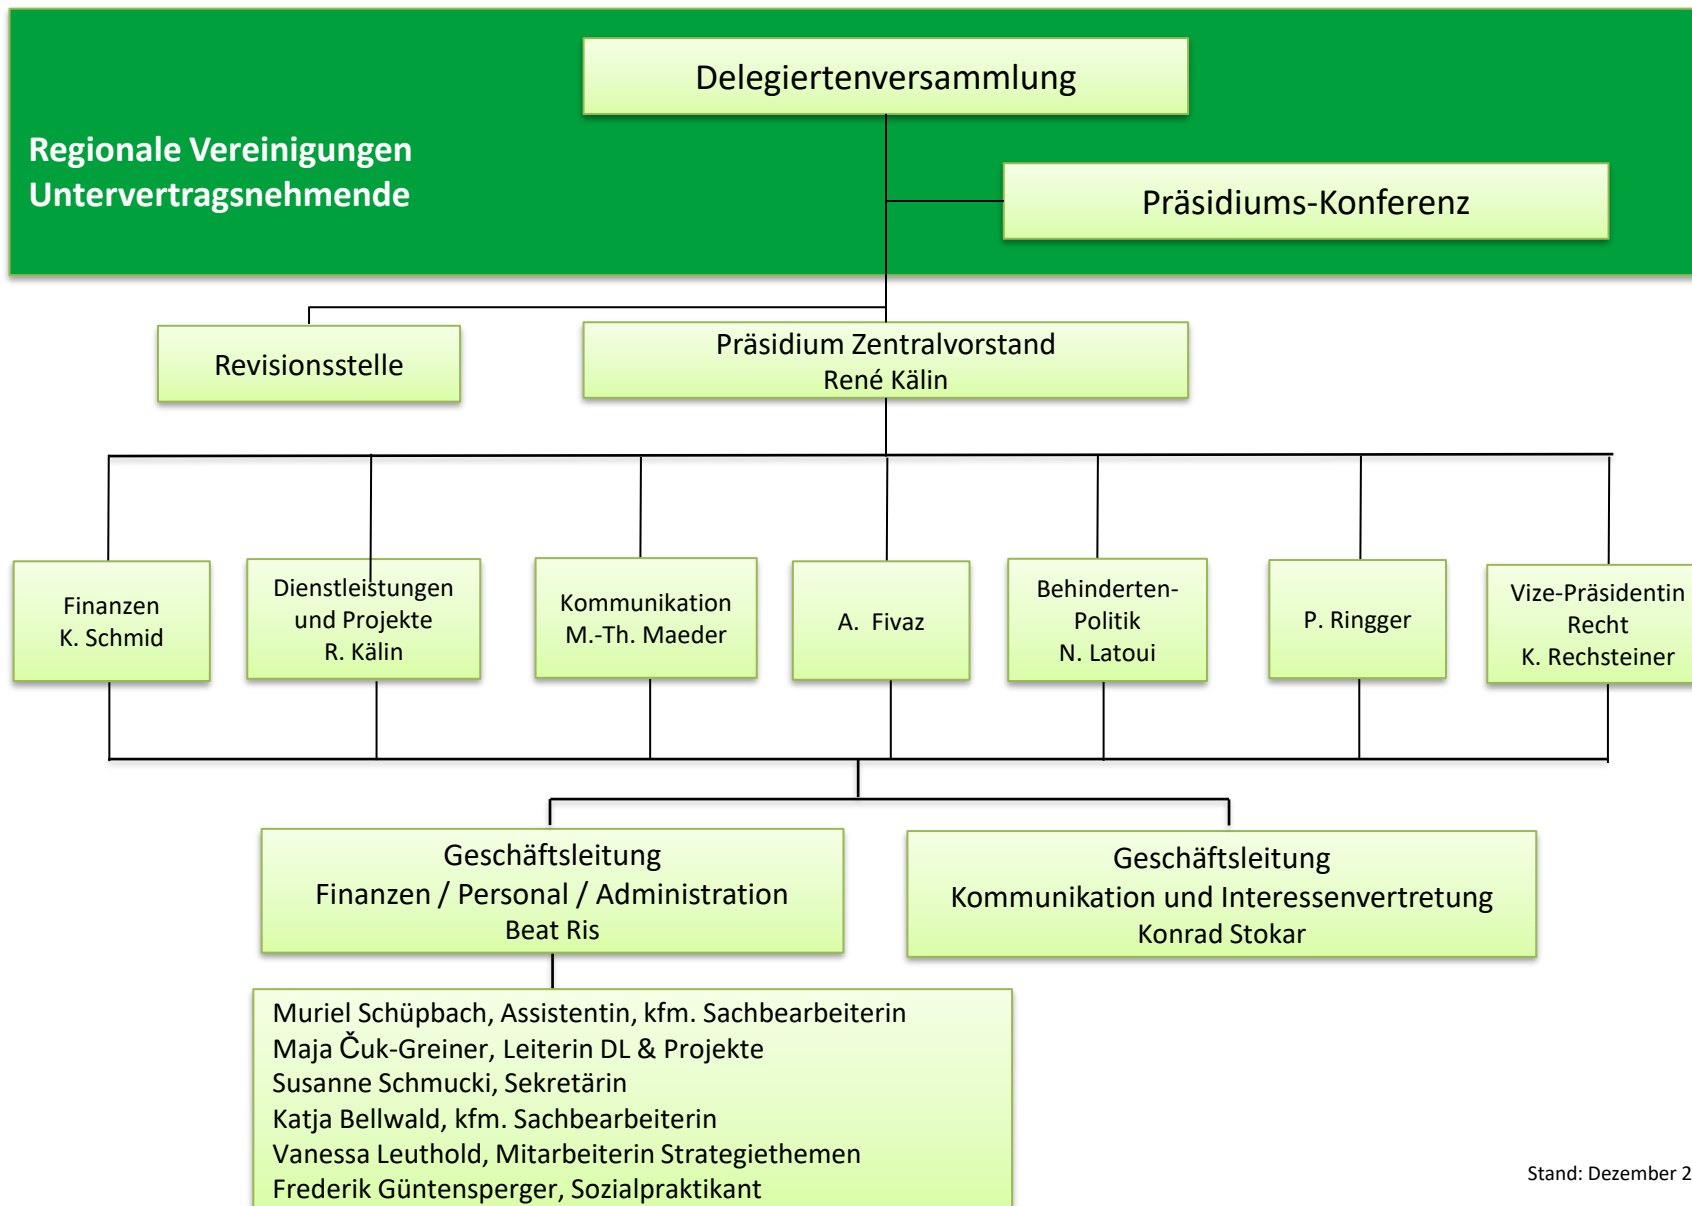 Delegiertenversammlung
Regionale Vereinigungen
Untervertragsnehmende
Präsidiums-Konferenz
Revisionsstelle
Präsidium Zentralvorstand
René Kälin
Finanzen
K. Schmid
Dienstleistungen
und Projekte
R. Kälin
Kommunikation
M.-Th. Maeder
A. Fivaz
Behinderten-
Politik
N. Latoui
P. Ringger
Vize-Präsidentin
Recht
K. Rechsteiner
Geschäftsleitung
Finanzen / Personal / Administration
Beat Ris
Geschäftsleitung
Kommunikation und Interessenvertretung
Konrad Stokar
Muriel Schüpbach, Assistentin, kfm. Sachbearbeiterin
Maja Čuk-Greiner, Leiterin DL & Projekte
Susanne Schmucki, Sekretärin
Katja Bellwald, kfm. Sachbearbeiterin
Vanessa Leuthold, Mitarbeiterin Strategiethemen
Frederik Güntensperger, Sozialpraktikant
Stand: Dezember 2